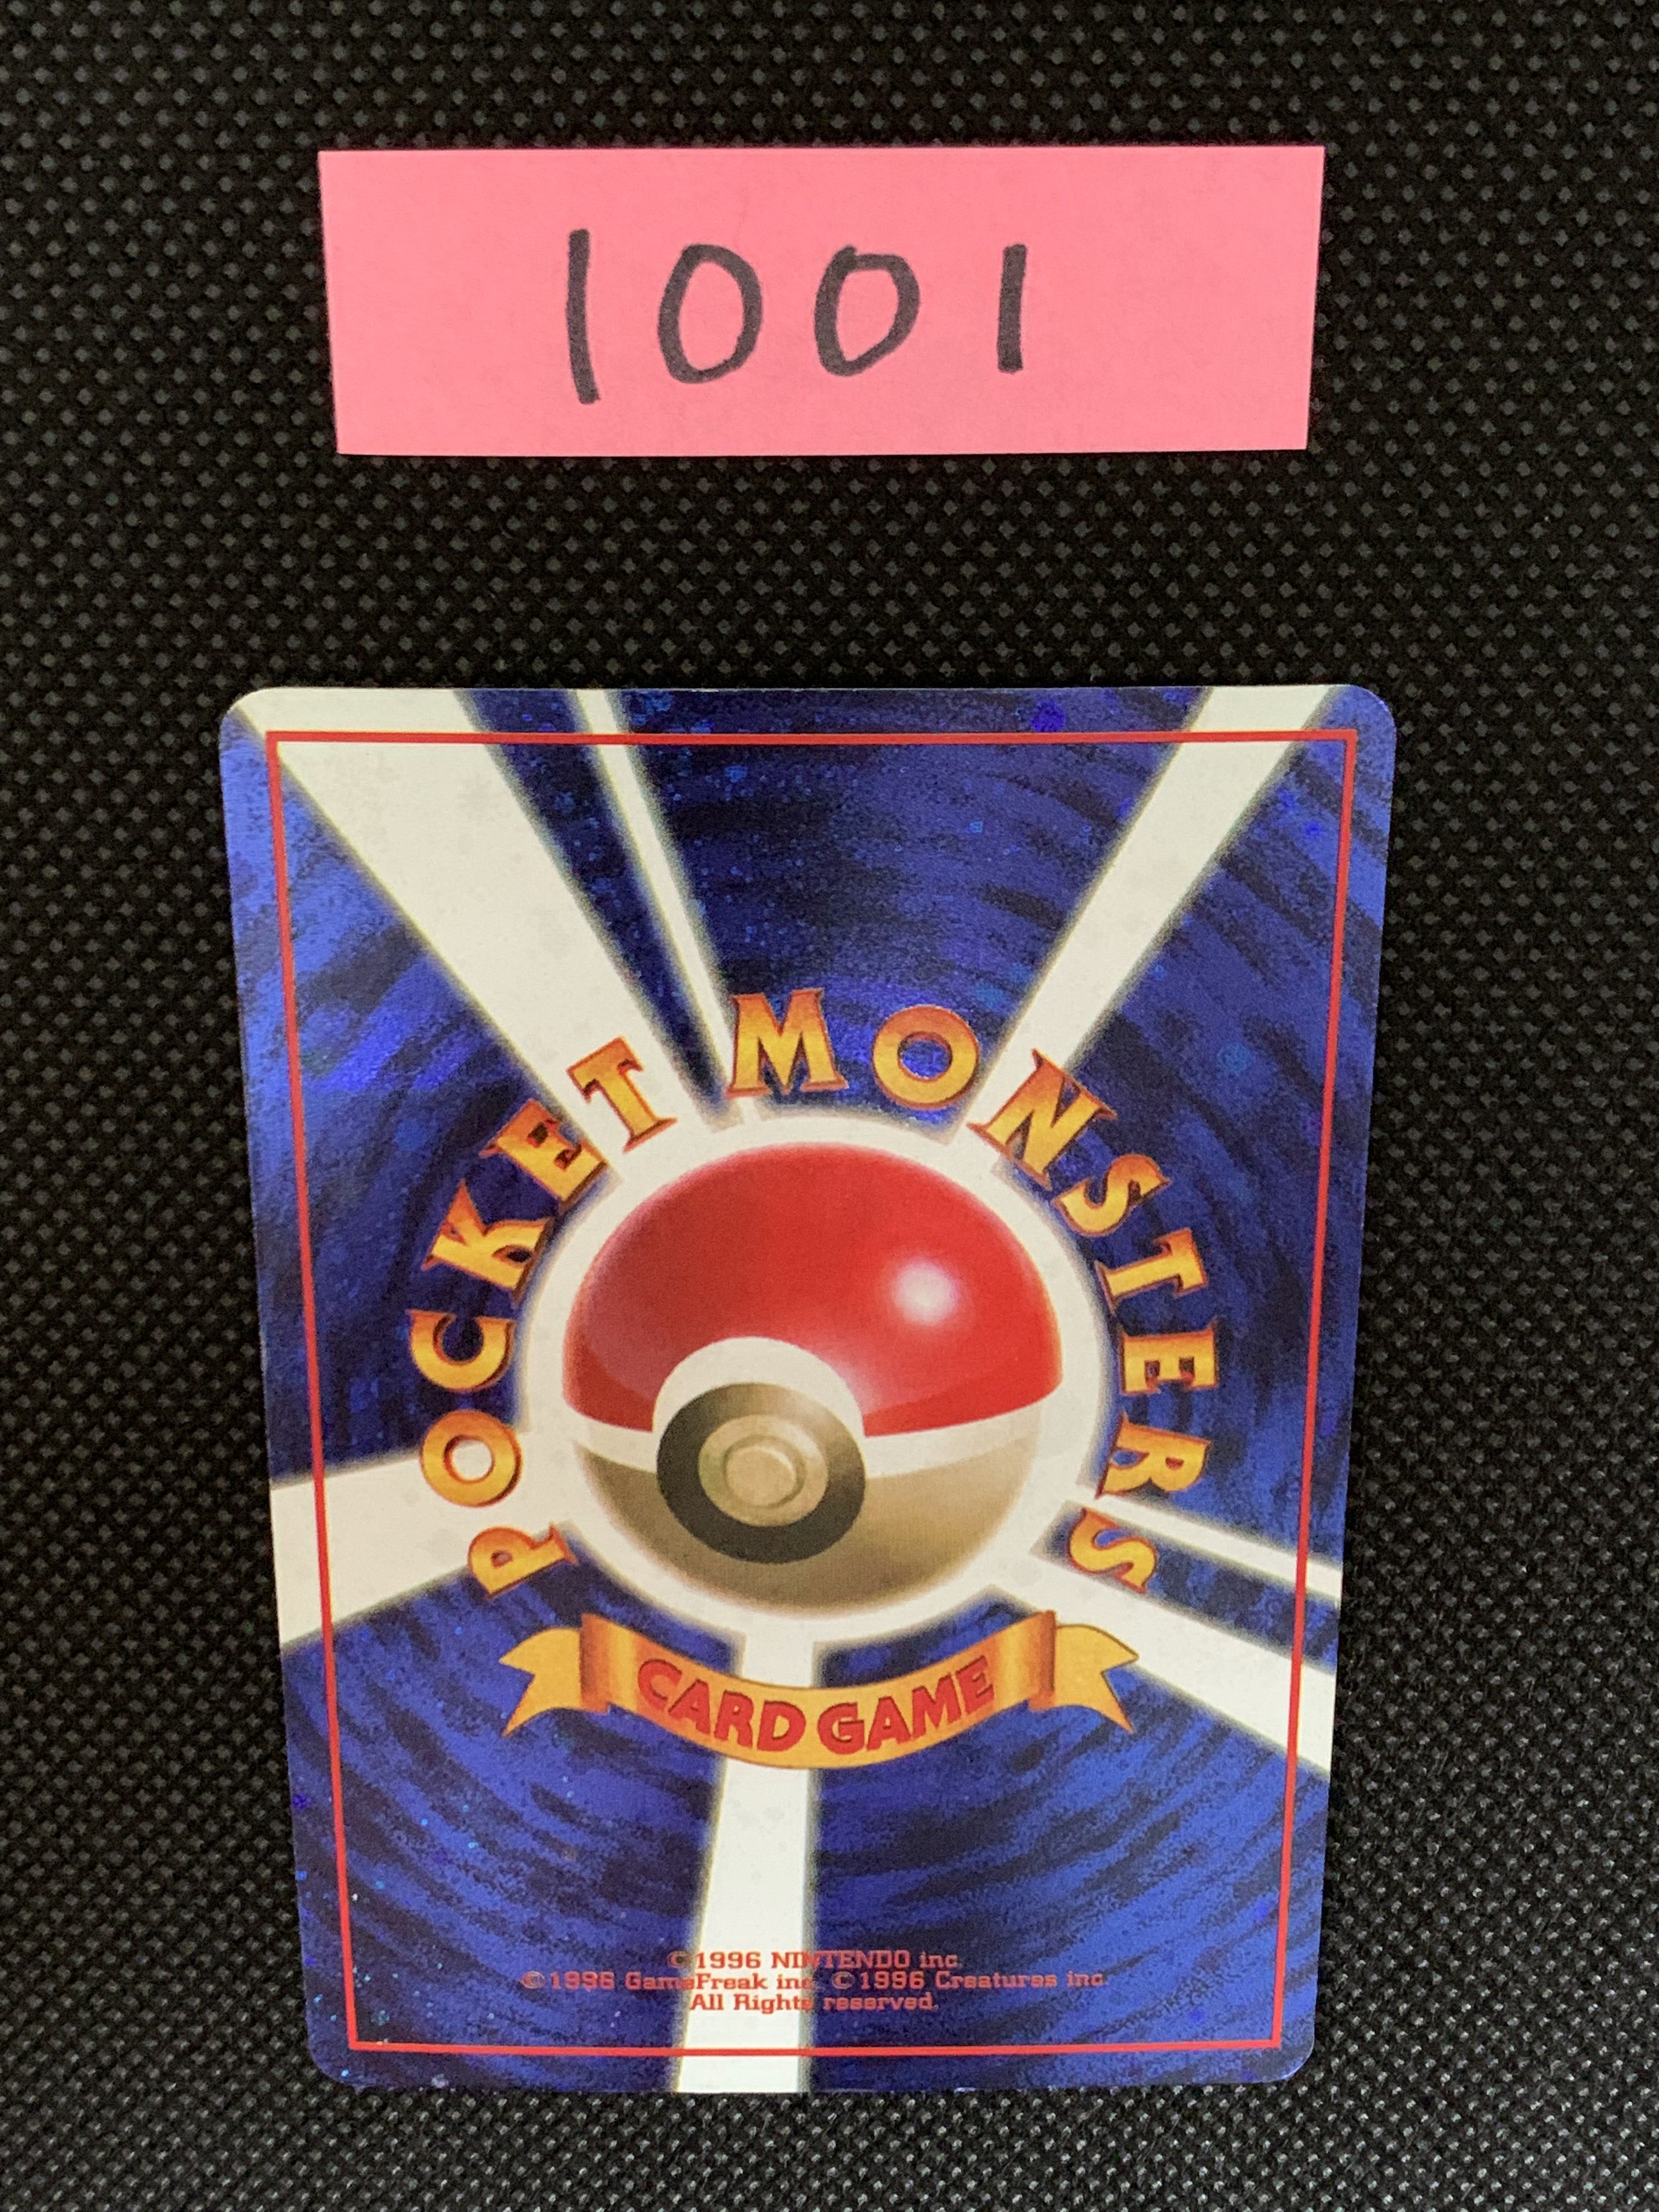 1001
POCKET MONSTERS
CARD GAME
©1996 NINTENDO inc.
©1996 GameFreak inc. ©1996 Creatures inc.
All Rights reserved.